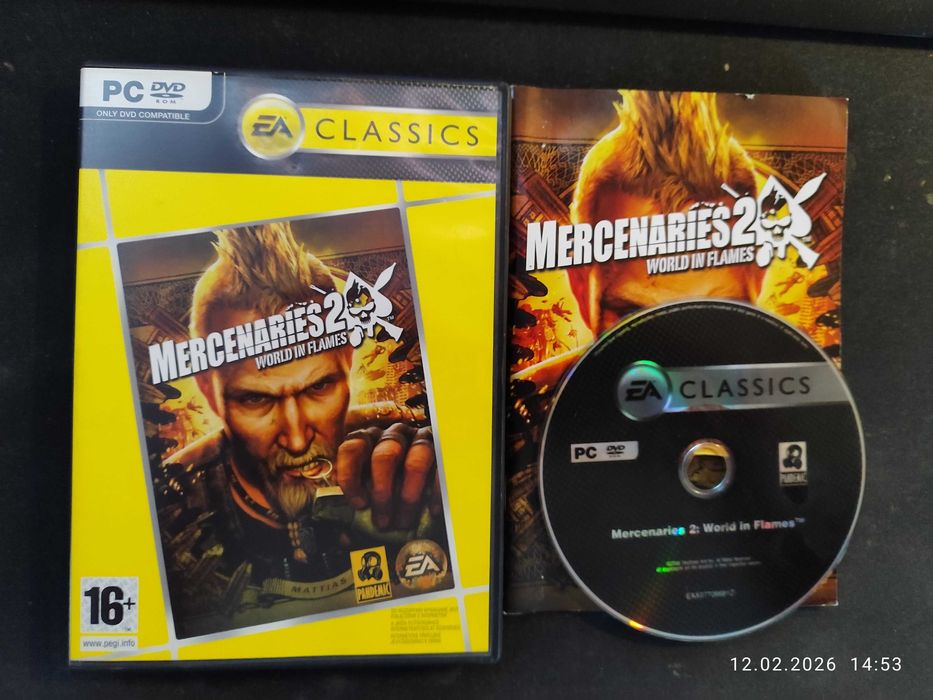 PC DVD
ROM
ONLY DVD COMPATIBLE
EA CLASSICS
MERCENARIES 2
WORLD IN FLAMES
TM
MATTIAS
PANDEMIC
EA
16+
www.pegi.info
MERCENARIES 2
WORLD IN FLAMES
EA CLASSICS
PC DVD
PANDEMIC
Mercenaries 2: World in Flames™
12.02.2026 14:53